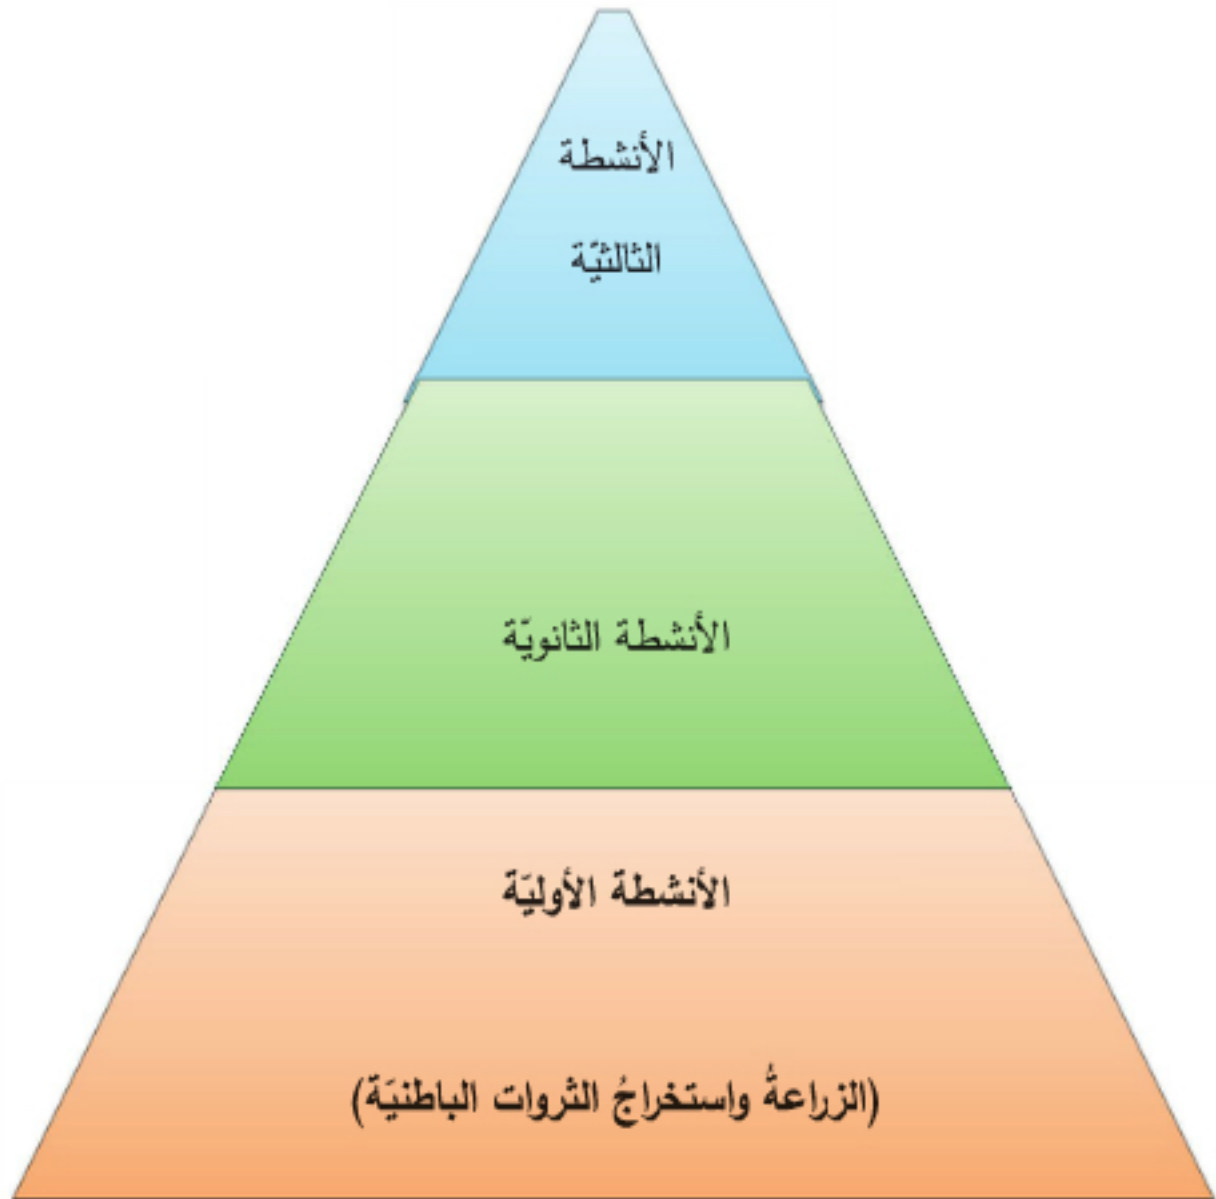 الأنشطة
الثالثيّة
الأنشطة الثانويّة
الأنشطة الأوليّة
(الزراعةُ واستخراجُ الثروات الباطنيّة)